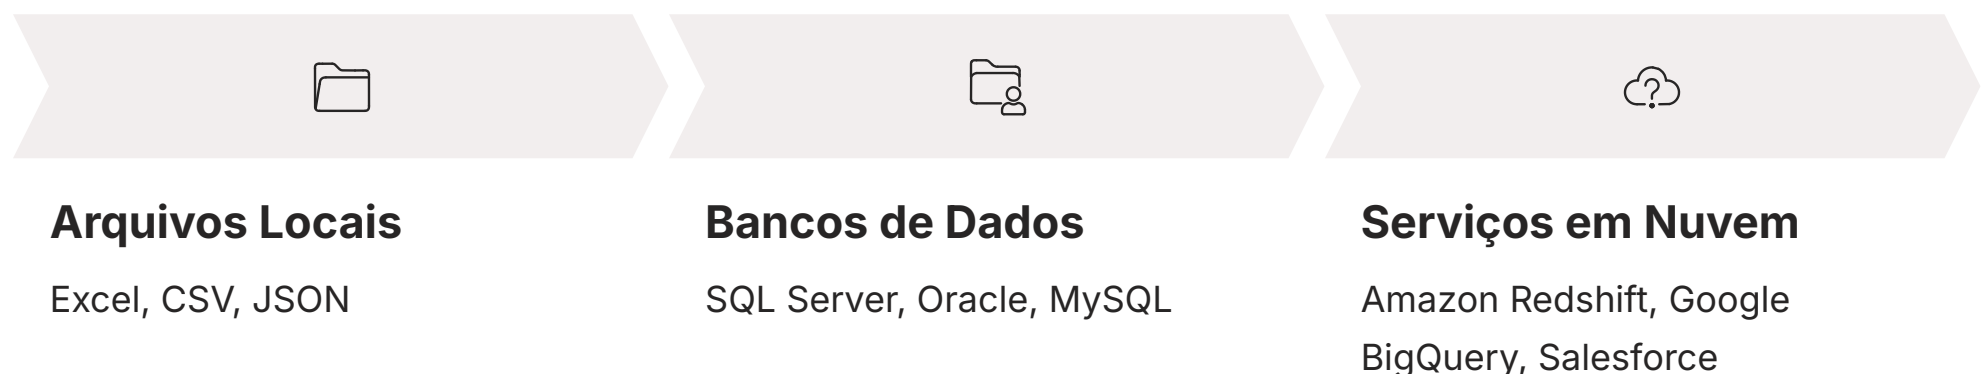 Arquivos Locais
Excel, CSV, JSON
Bancos de Dados
SQL Server, Oracle, MySQL
Serviços em Nuvem
Amazon Redshift, Google
BigQuery, Salesforce